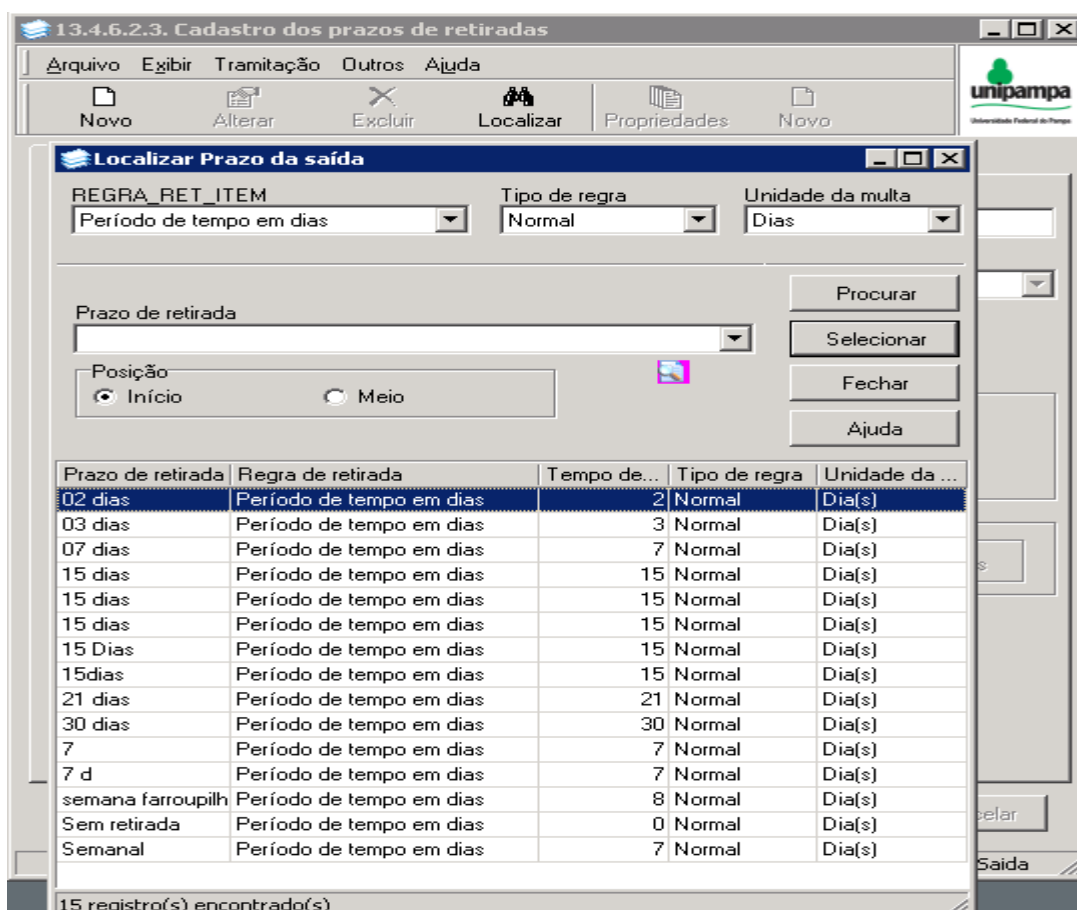 13.4.6.2.3. Cadastro dos prazos de retiradas
Arquivo Exibir Tramitação Outros Ajuda
Novo Alterar Excluir Localizar Propriedades Novo
unipampa
Universidade Federal do Pampa
Localizar Prazo da saída
REGRA_RET_ITEM Tipo de regra Unidade da multa
Período de tempo em dias Normal Dias
Procurar
Prazo de retirada
Selecionar
Posição
Início Meio
Fechar
Ajuda
Prazo de retirada Regra de retirada Tempo de... Tipo de regra Unidade da ...
02 dias Período de tempo em dias 2 Normal Dia(s)
03 dias Período de tempo em dias 3 Normal Dia(s)
07 dias Período de tempo em dias 7 Normal Dia(s)
15 dias Período de tempo em dias 15 Normal Dia(s)
15 dias Período de tempo em dias 15 Normal Dia(s)
15 dias Período de tempo em dias 15 Normal Dia(s)
15 Dias Período de tempo em dias 15 Normal Dia(s)
15dias Período de tempo em dias 15 Normal Dia(s)
21 dias Período de tempo em dias 21 Normal Dia(s)
30 dias Período de tempo em dias 30 Normal Dia(s)
7 Período de tempo em dias 7 Normal Dia(s)
7 d Período de tempo em dias 7 Normal Dia(s)
semana farroupilh Período de tempo em dias 8 Normal Dia(s)
Sem retirada Período de tempo em dias 0 Normal Dia(s)
Semanal Período de tempo em dias 7 Normal Dia(s)
15 registro(s) encontrado(s)
s
celar
Saida